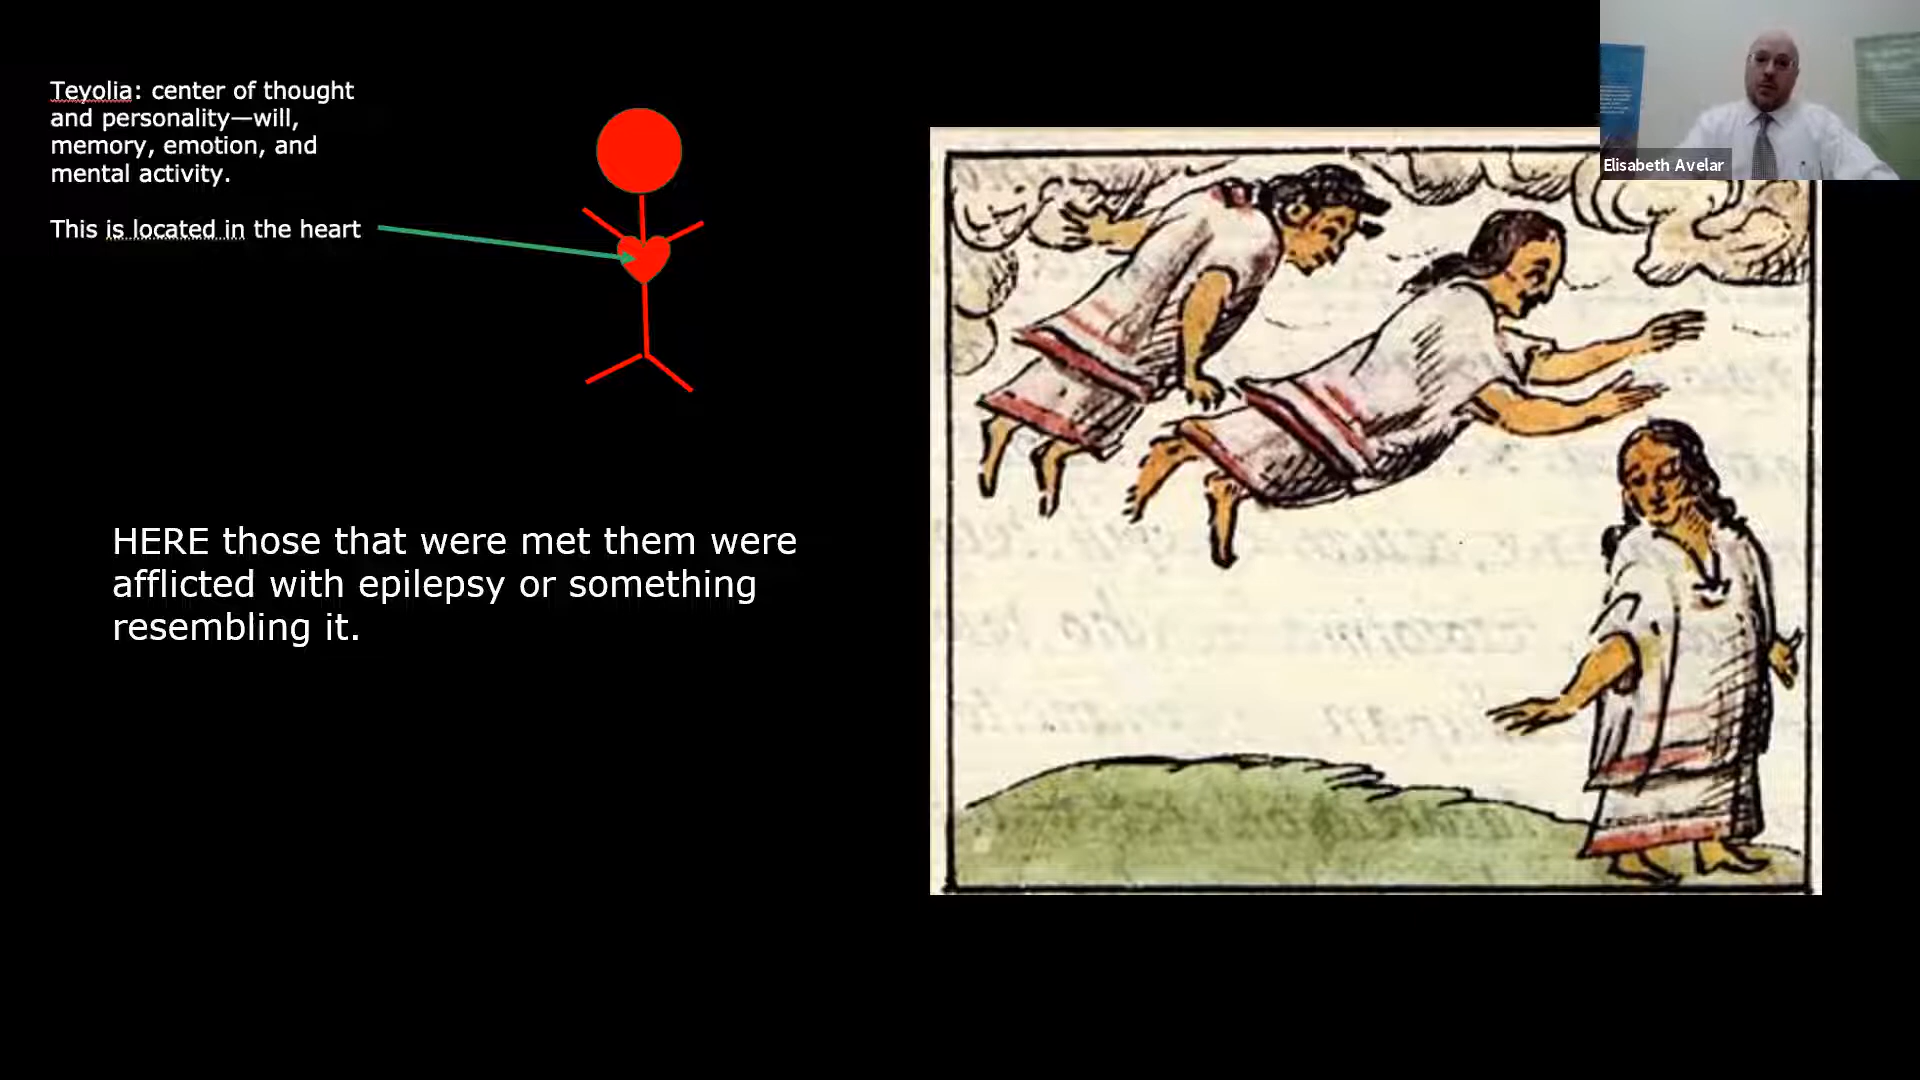 Teyolia: center of thought
and personality—will,
memory, emotion, and
mental activity.
This is located in the heart
HERE those that were met them were
afflicted with epilepsy or something
resembling it.
Elisabeth Avelar